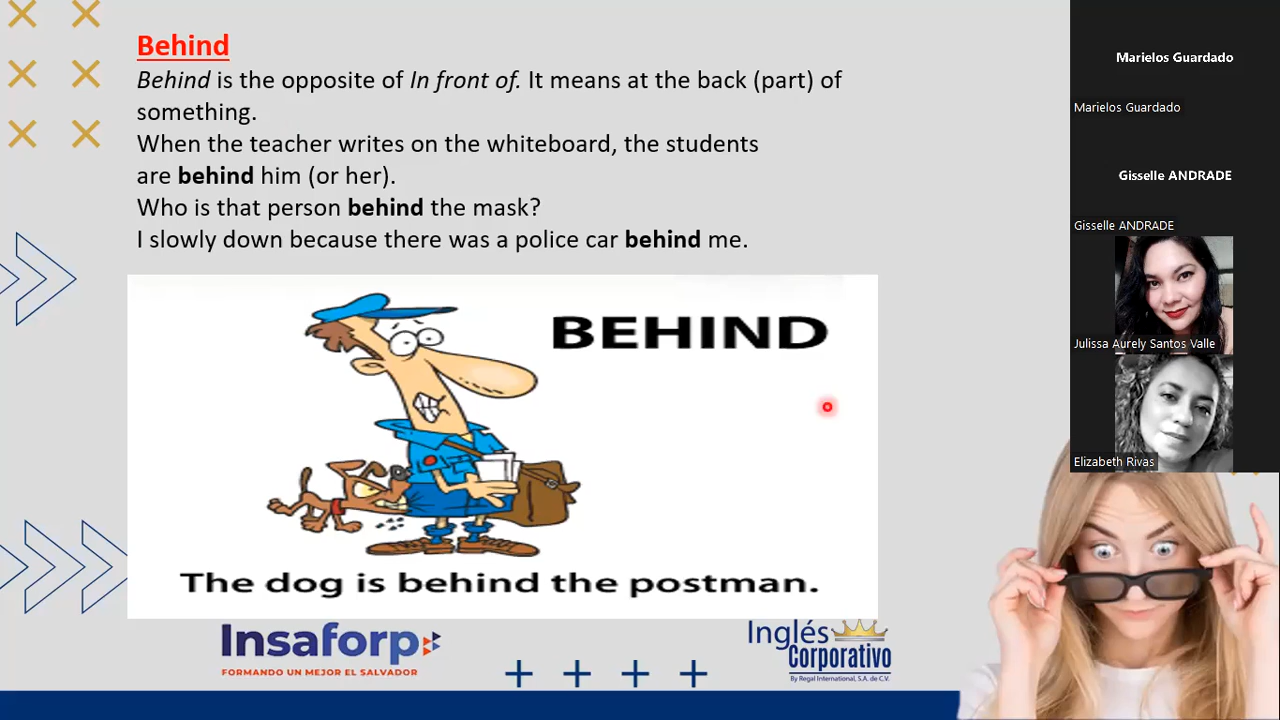 Behind
Behind is the opposite of In front of. It means at the back (part) of
something.
When the teacher writes on the whiteboard, the students
are behind him (or her).
Who is that person behind the mask?
I slowly down because there was a police car behind me.
BEHIND
The dog is behind the postman.
Insaforp
FORMANDO UN MEJOR EL SALVADOR
Inglés
Corporativo
By Regal International, S.A. de C.V.
Marielos Guardado
Marielos Guardado
Gisselle ANDRADE
Gisselle ANDRADE
Julissa Aurely Santos Valle
Elizabeth Rivas